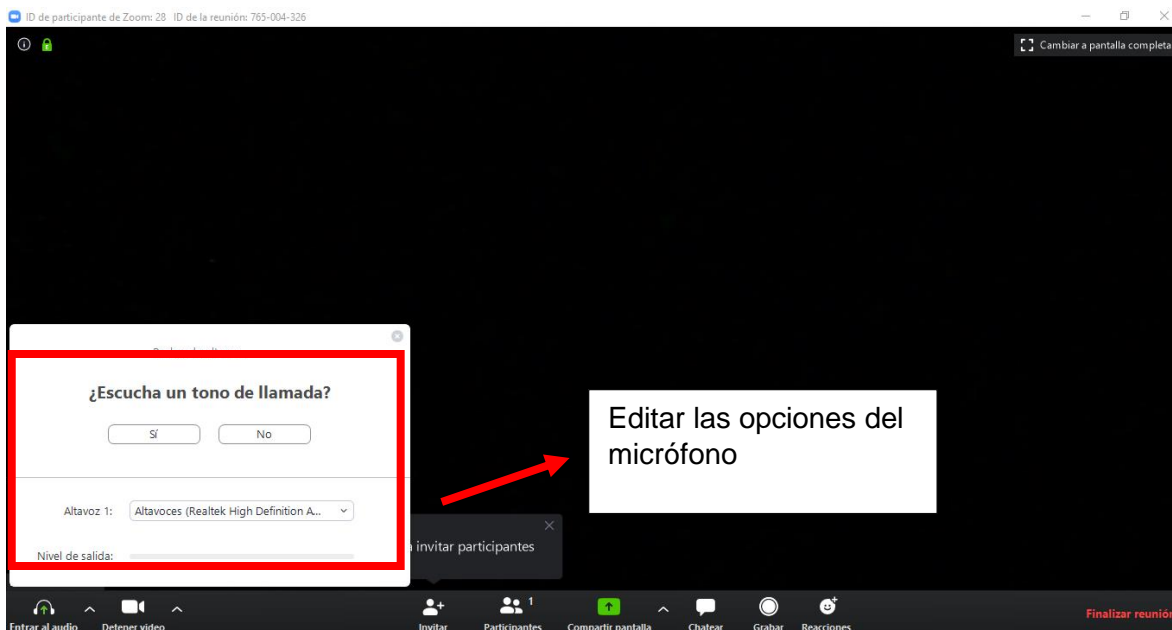 ID de participante de Zoom: 28 ID de la reunión: 765-004-326
Cambiar a pantalla completa
¿Escucha un tono de llamada?
Sí No
Altavoz 1: Altavoces (Realtek High Definition A...
Nivel de salida:
Editar las opciones del
micrófono
invitar participantes
1
Entrar al audio Detener video Invitar Participantes Compartir pantalla Chatear Grabar Reacciones Finalizar reunión